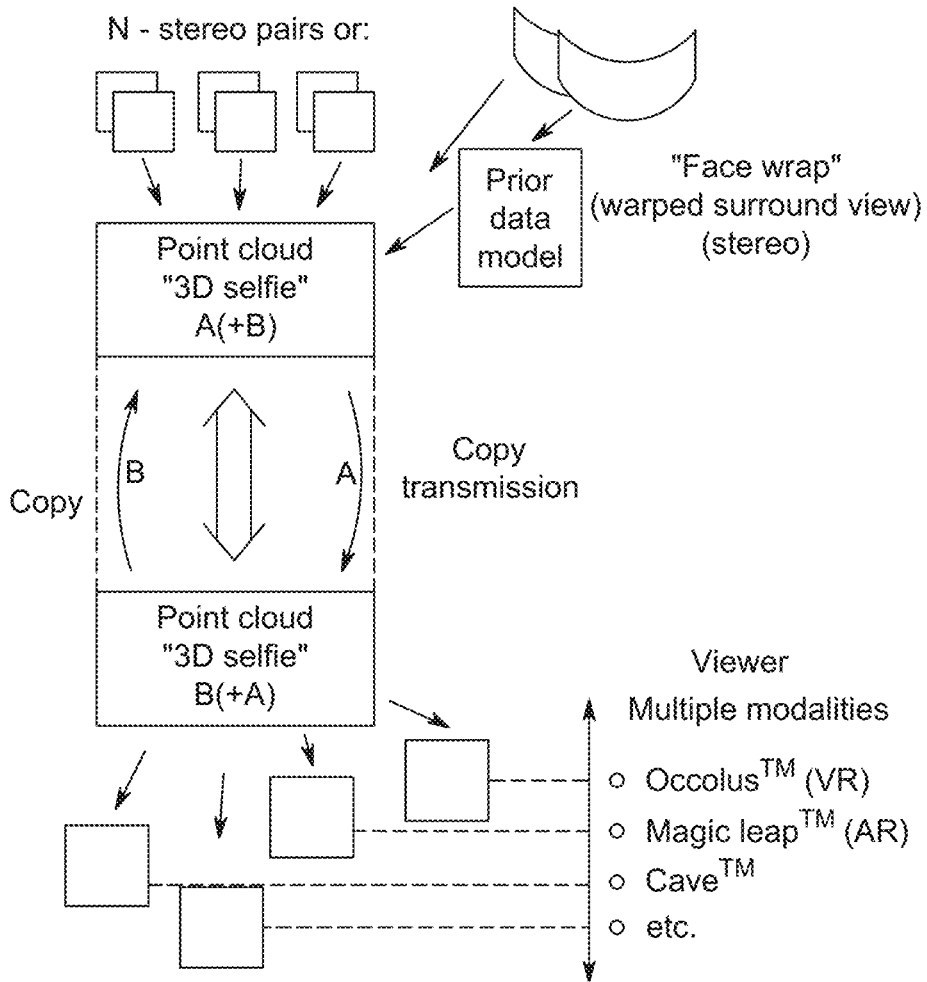 N - stereo pairs or:
Prior
data
model
"Face wrap"
(warped surround view)
(stereo)
Point cloud
"3D selfie"
A(+B)
B
A
Copy
Copy
transmission
Point cloud
"3D selfie"
B(+A)
Viewer
Multiple modalities
Occolus™ (VR)
Magic leap™ (AR)
Cave™
etc.